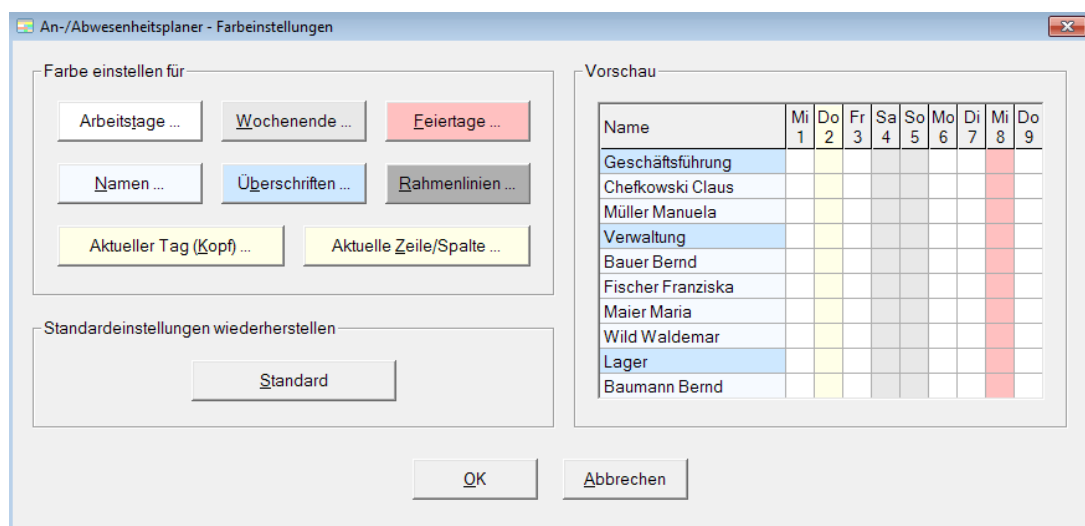 An-/Abwesenheitsplaner - Farbeinstellungen
Farbe einstellen für
Arbeitstage ... Wochenende ... Feiertage ...
Namen ... Überschriften ... Rahmenlinien ...
Aktueller Tag (Kopf) ... Aktuelle Zeile/Spalte ...
Standardeinstellungen wiederherstellen
Standard
Vorschau
Name Mi Do Fr Sa So Mo Di Mi Do
1 2 3 4 5 6 7 8 9
Geschäftsführung
Chefkowski Claus
Müller Manuela
Verwaltung
Bauer Bernd
Fischer Franziska
Maier Maria
Wild Waldemar
Lager
Baumann Bernd
OK Abbrechen